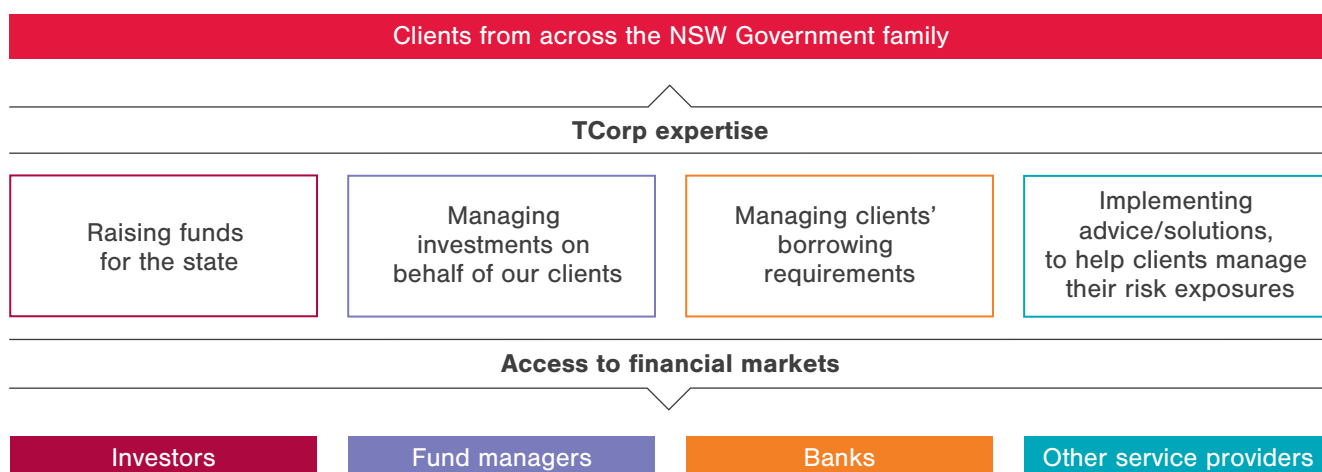 Clients from across the NSW Government family
TCorp expertise
Raising funds
for the state
Managing
investments on
behalf of our clients
Managing clients’
borrowing
requirements
Implementing
advice/solutions,
to help clients manage
their risk exposures
Access to financial markets
Investors
Fund managers
Banks
Other service providers